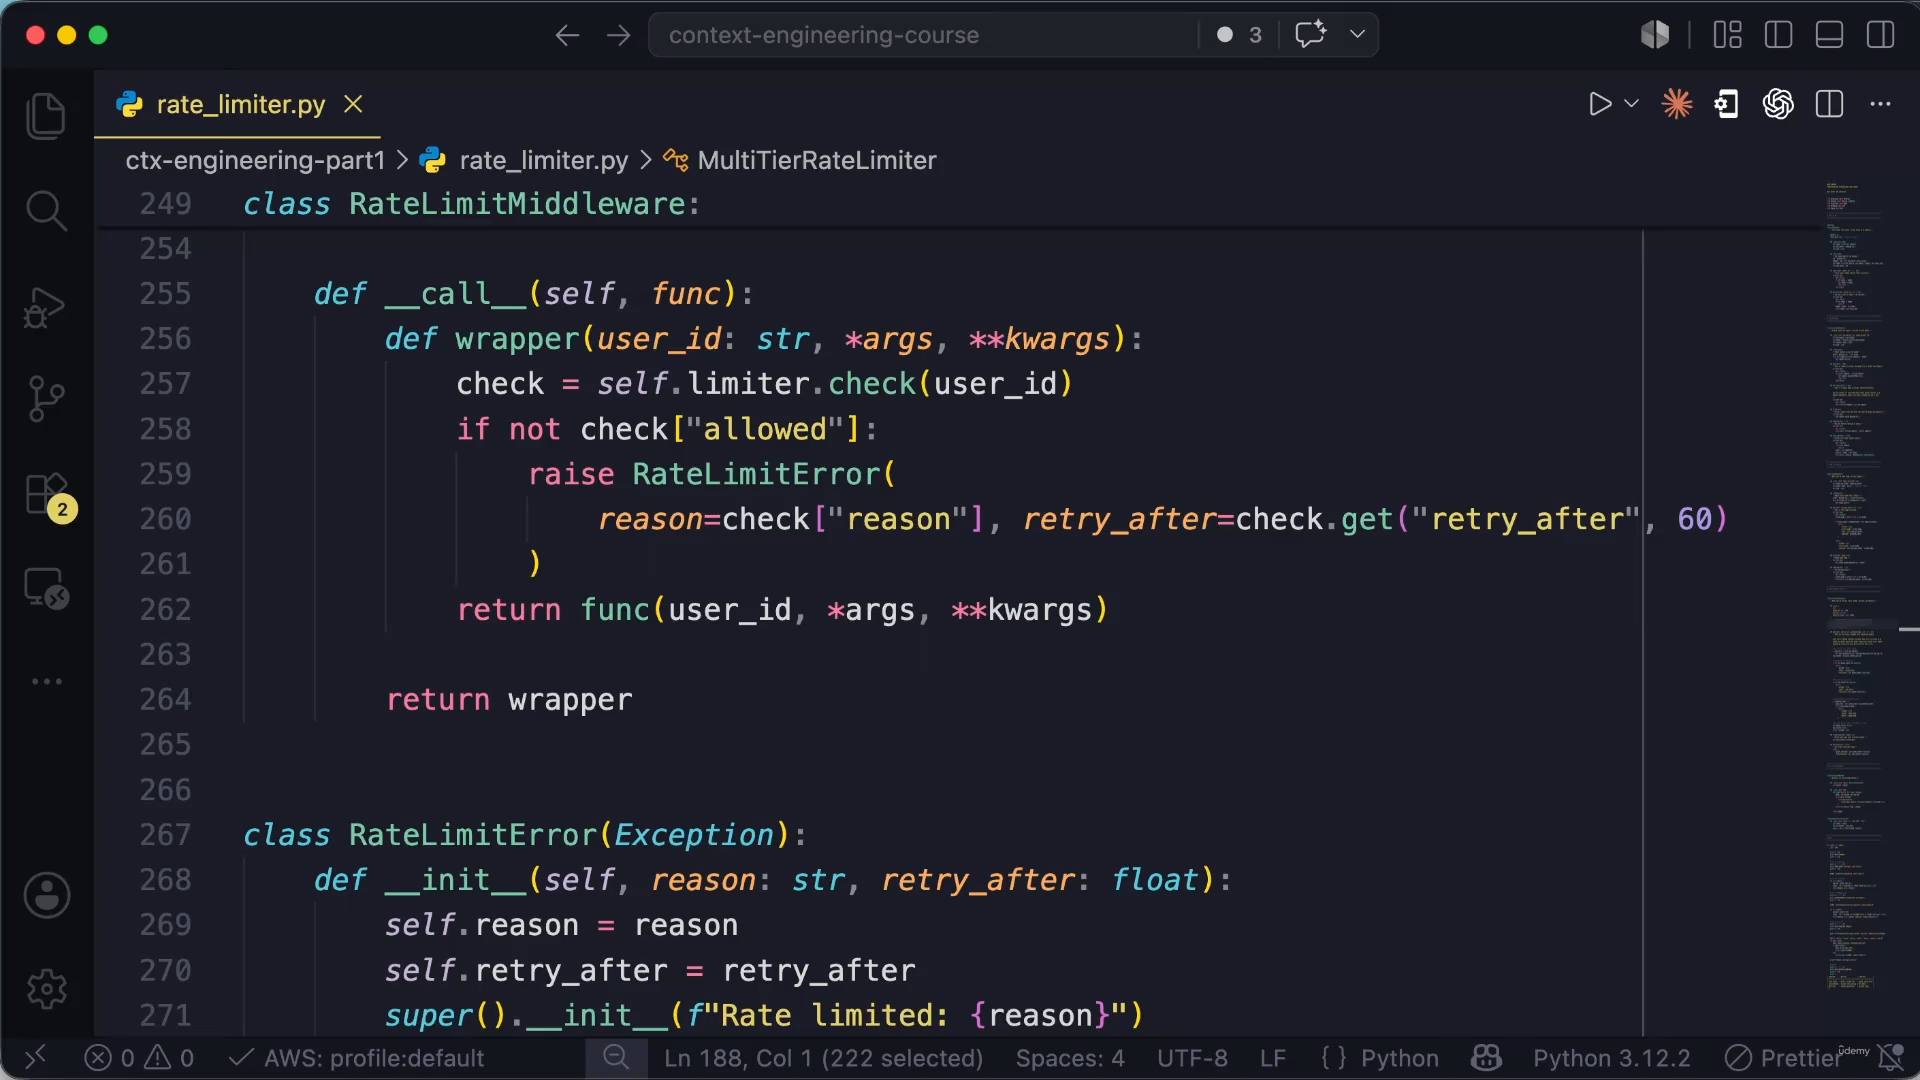 context-engineering-course 3
rate_limiter.py
ctx-engineering-part1 > rate_limiter.py > MultiTierRateLimiter
249 class RateLimitMiddleware:
254
255 def __call__(self, func):
256 def wrapper(user_id: str, *args, **kwargs):
257 check = self.limiter.check(user_id)
258 if not check["allowed"]:
259 raise RateLimitError(
260 reason=check["reason"], retry_after=check.get("retry_after", 60)
261 )
262 return func(user_id, *args, **kwargs)
263
264 return wrapper
265
266
267 class RateLimitError(Exception):
268 def __init__(self, reason: str, retry_after: float):
269 self.reason = reason
270 self.retry_after = retry_after
271 super().__init__(f"Rate limited: {reason}")
2
0 0 AWS: profile:default Ln 188, Col 1 (222 selected) Spaces: 4 UTF-8 LF {} Python Python 3.12.2 Prettier
udemy